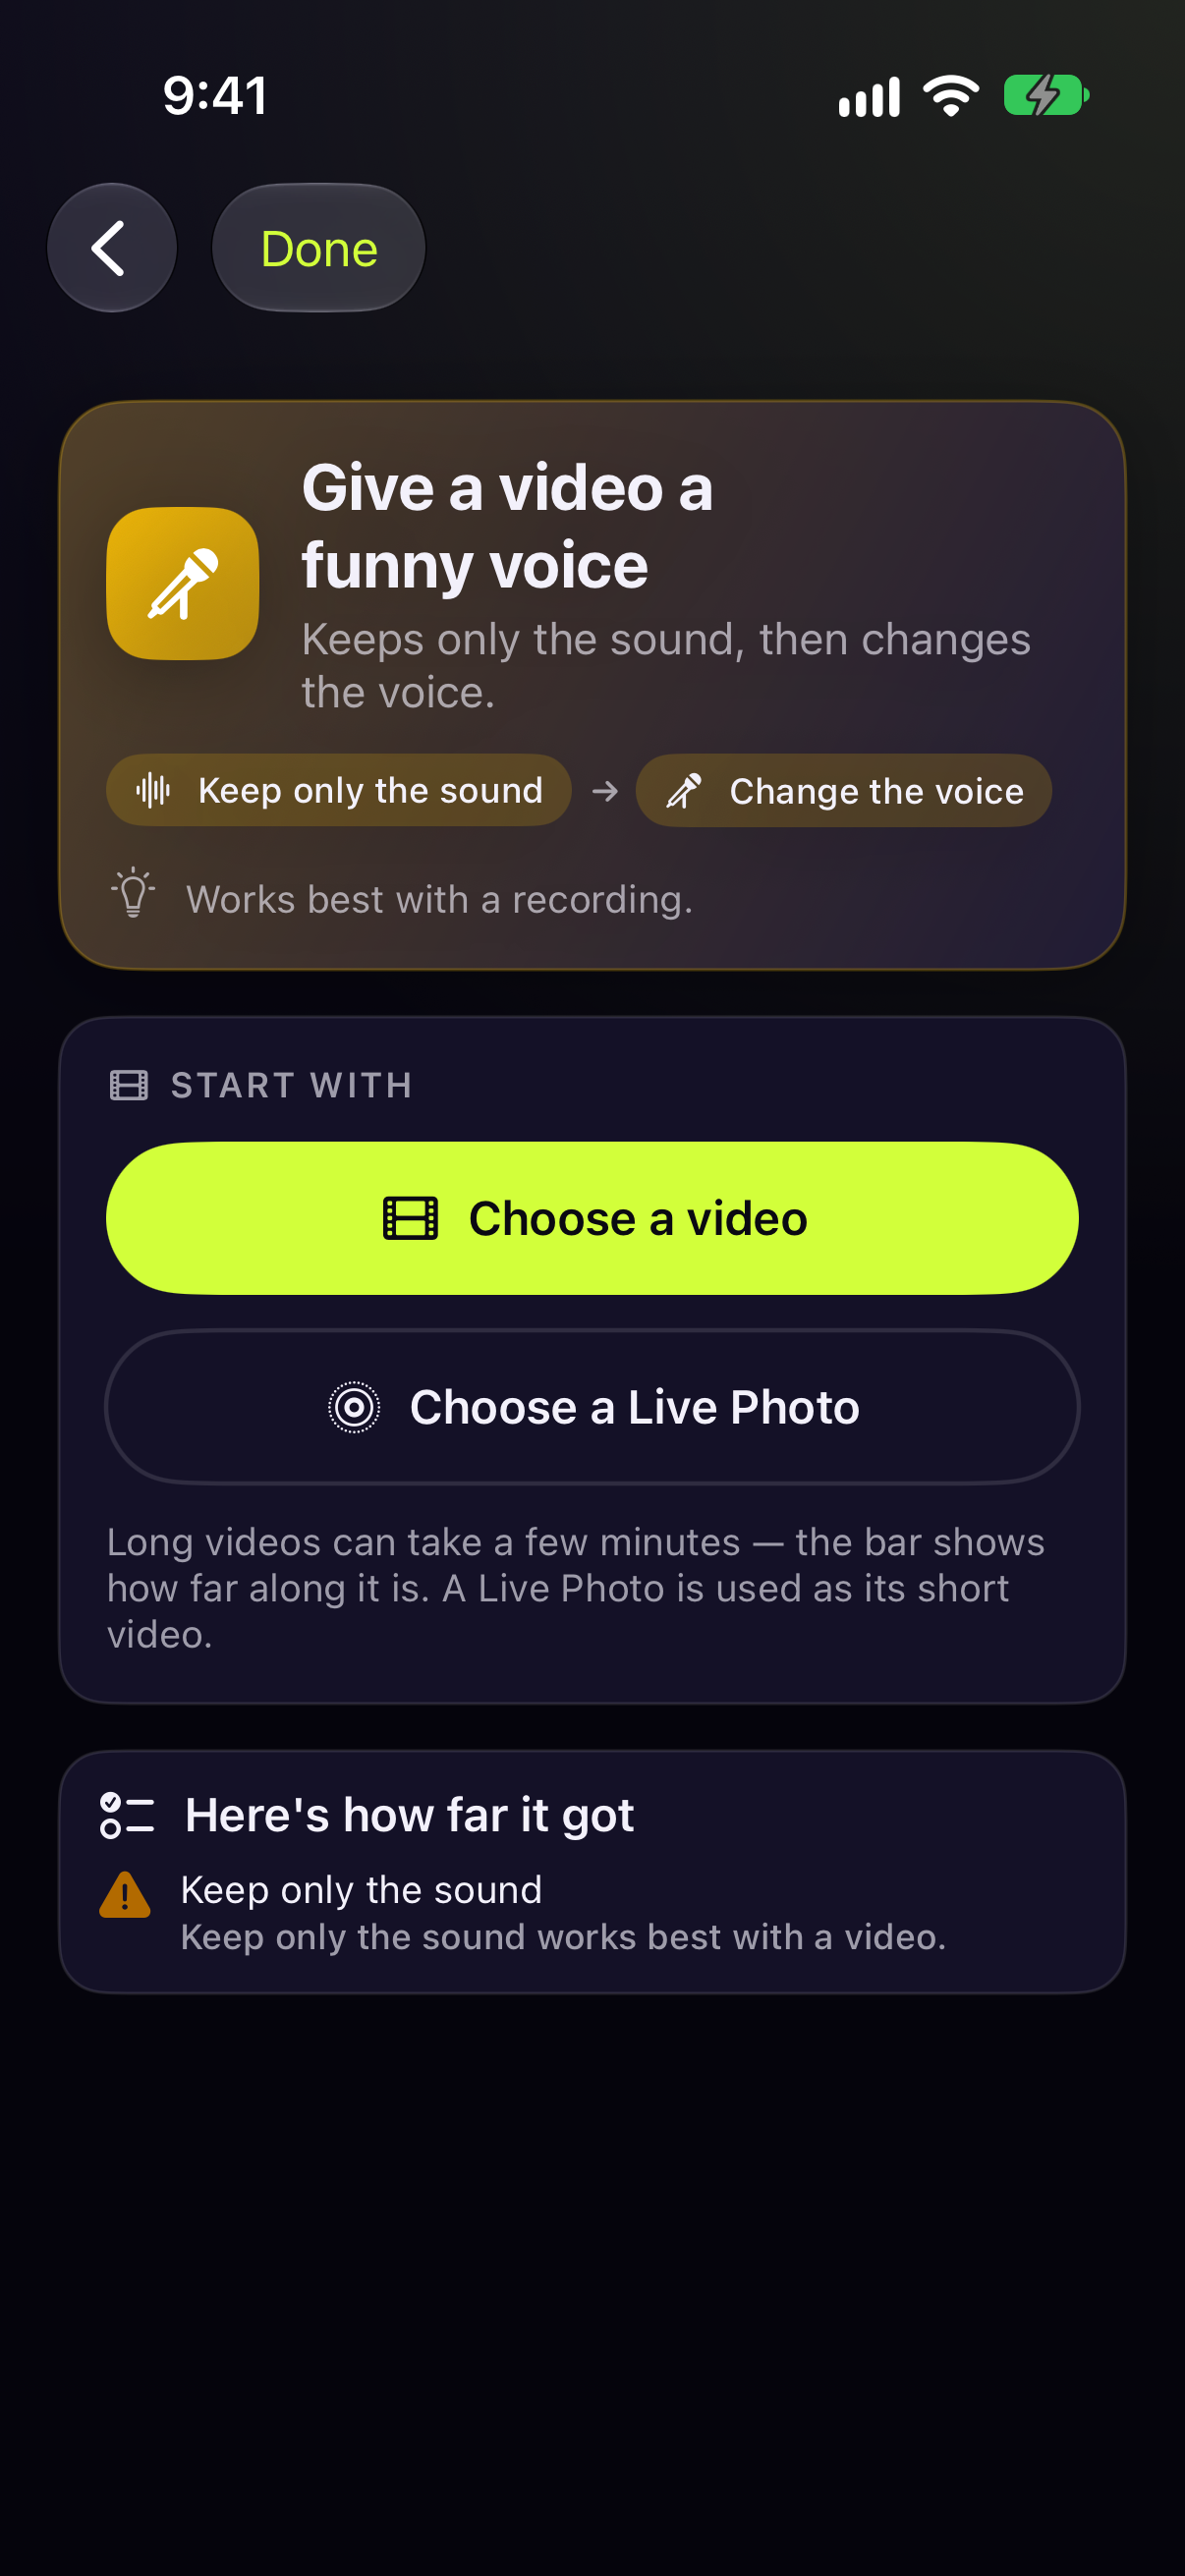 9:41
Done
Give a video a
funny voice
Keeps only the sound, then changes
the voice.
Keep only the sound → Change the voice
Works best with a recording.
START WITH
Choose a video
Choose a Live Photo
Long videos can take a few minutes — the bar shows
how far along it is. A Live Photo is used as its short
video.
Here's how far it got
Keep only the sound
Keep only the sound works best with a video.